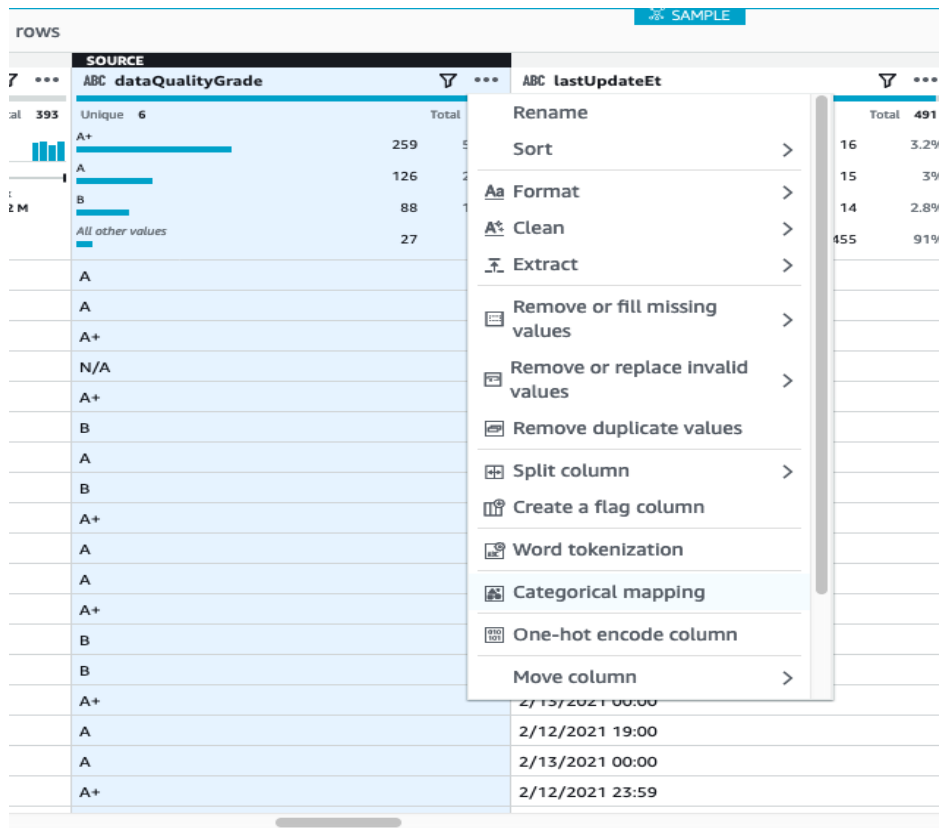 SAMPLE
rows
SOURCE
ABC dataQualityGrade
ABC lastUpdateEt
393
Unique 6
Total
Total 491
A+
259
16
3.2%
A
126
15
3%
B
88
14
2.8%
2 M
All other values
27
455
91%
Rename
Sort
Aa Format
Clean
Extract
Remove or fill missing
values
Remove or replace invalid
values
Remove duplicate values
Split column
Create a flag column
Word tokenization
Categorical mapping
One-hot encode column
Move column
A
A
A+
N/A
A+
B
A
B
A+
A
A
A+
B
B
A+
2/13/2021 00:00
A
2/12/2021 19:00
A
2/13/2021 00:00
A+
2/12/2021 23:59